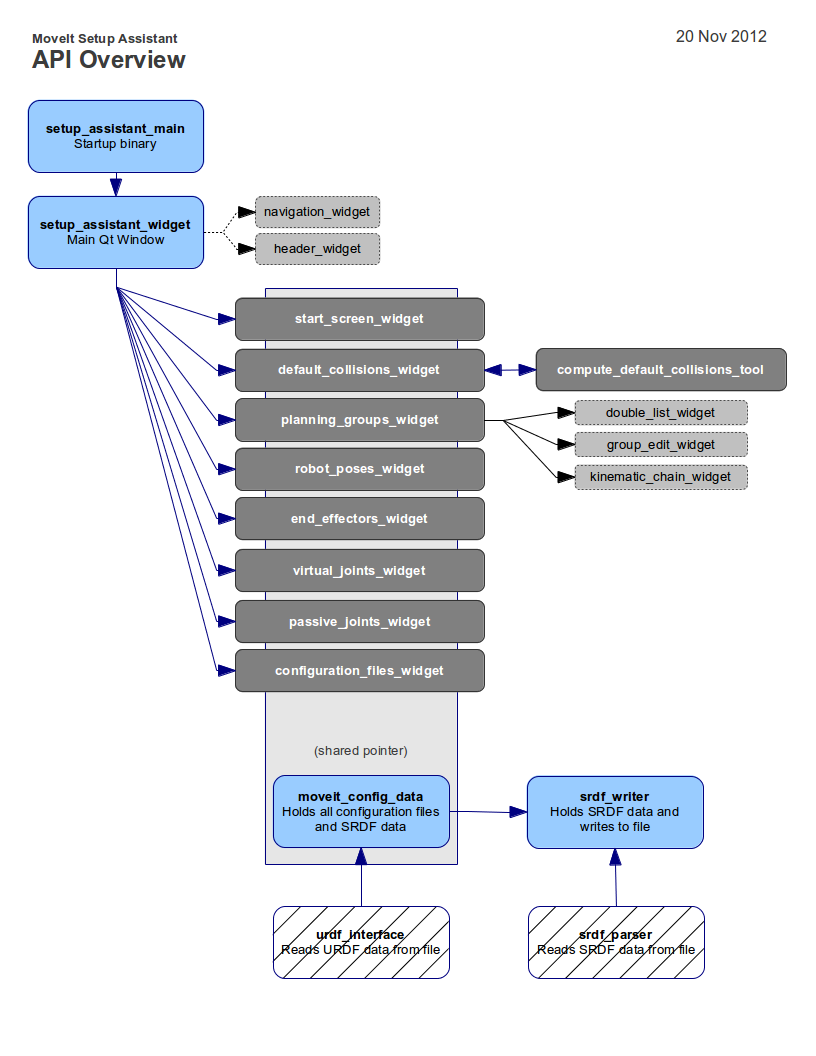 MoveIt Setup Assistant
API Overview
20 Nov 2012
setup_assistant_main
Startup binary
setup_assistant_widget
Main Qt Window
navigation_widget
header_widget
start_screen_widget
default_collisions_widget
compute_default_collisions_tool
planning_groups_widget
double_list_widget
group_edit_widget
kinematic_chain_widget
robot_poses_widget
end_effectors_widget
virtual_joints_widget
passive_joints_widget
configuration_files_widget
(shared pointer)
moveit_config_data
Holds all configuration files
and SRDF data
srdf_writer
Holds SRDF data and
writes to file
urdf_interface
Reads URDF data from file
srdf_parser
Reads SRDF data from file